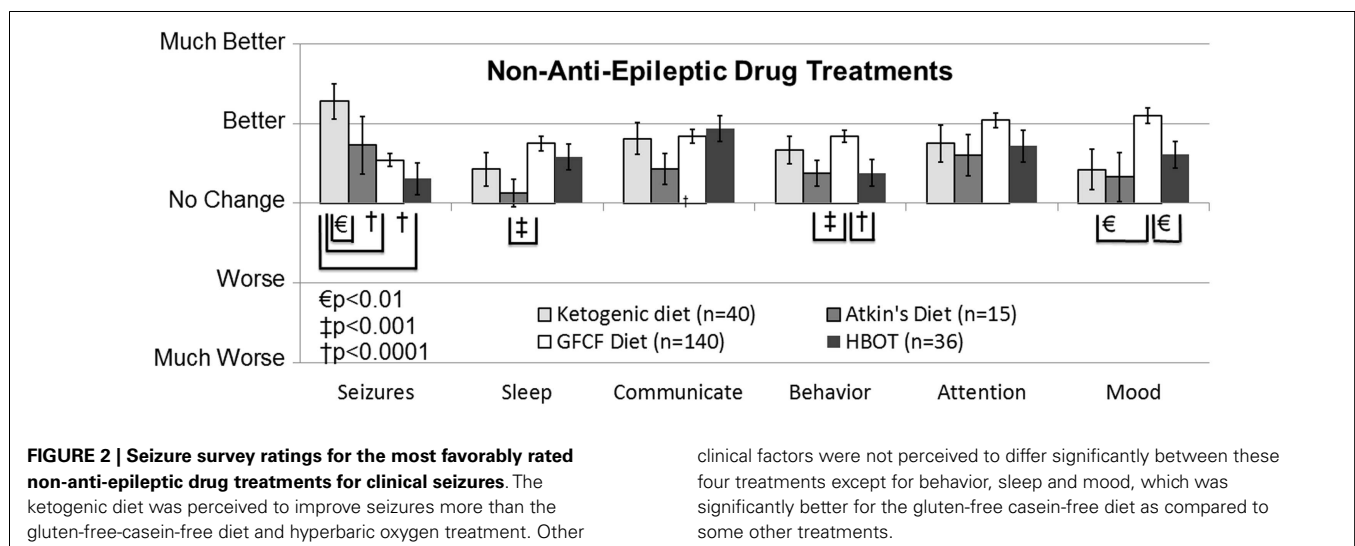 Much Better
Non-Anti-Epileptic Drug Treatments
Better
No Change
€ † †
‡
†
‡ †
€ €
Worse
€p<0.01
‡p<0.001
†p<0.0001
Ketogenic diet (n=40) Atkin's Diet (n=15)
GFCF Diet (n=140) HBOT (n=36)
Much Worse
Seizures Sleep Communicate Behavior Attention Mood
FIGURE 2 | Seizure survey ratings for the most favorably rated
non-anti-epileptic drug treatments for clinical seizures. The
ketogenic diet was perceived to improve seizures more than the
gluten-free-casein-free diet and hyperbaric oxygen treatment. Other
clinical factors were not perceived to differ significantly between these
four treatments except for behavior, sleep and mood, which was
significantly better for the gluten-free casein-free diet as compared to
some other treatments.